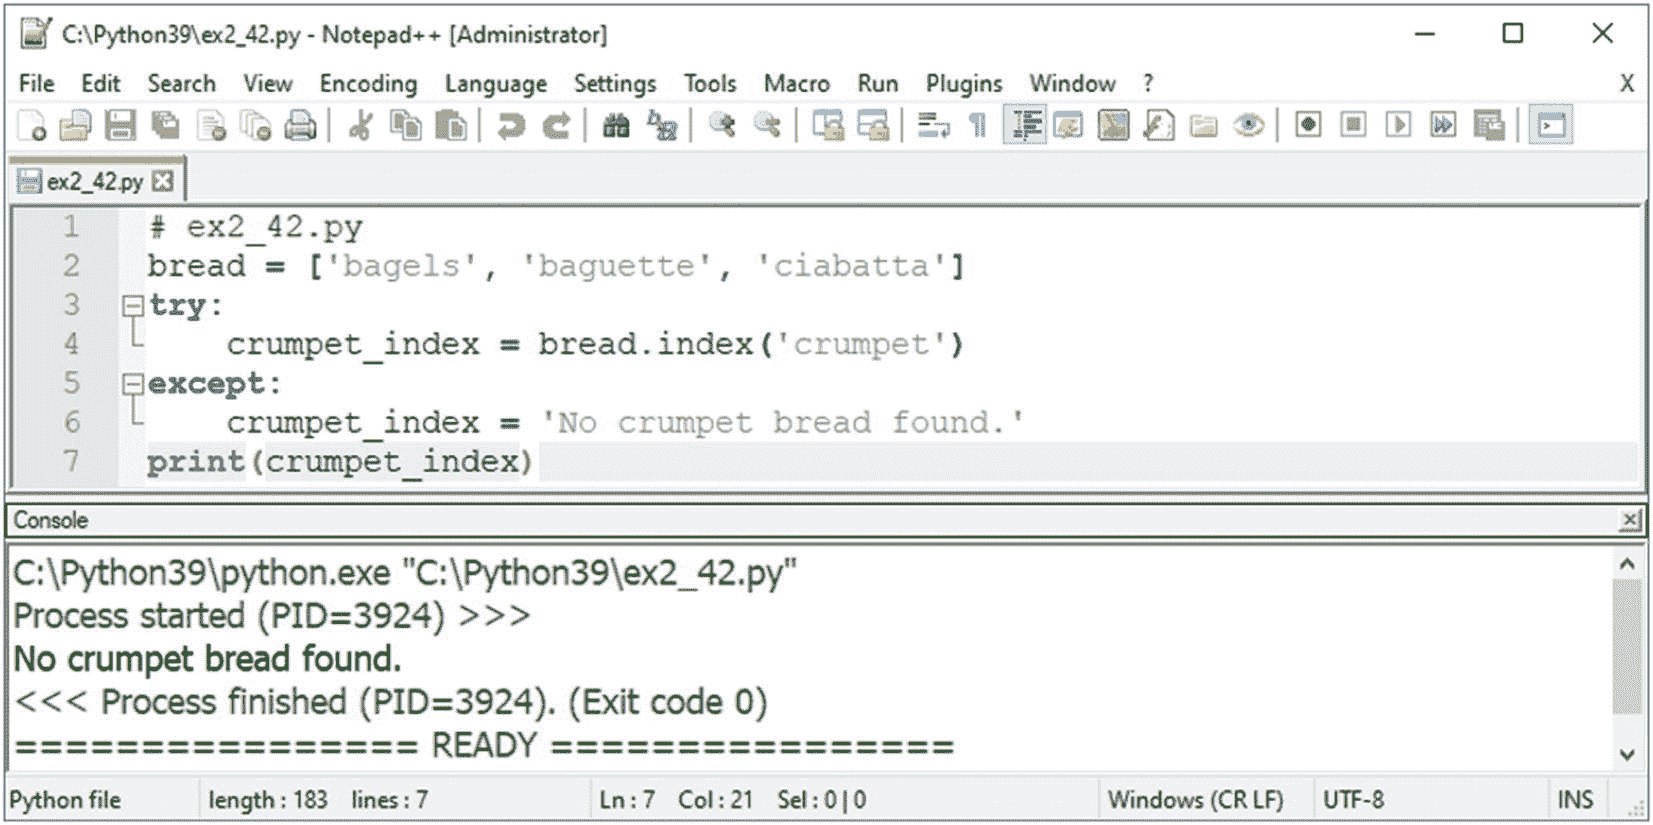 C:\Python39\ex2_42.py - Notepad++ [Administrator]
File Edit Search View Encoding Language Settings Tools Macro Run Plugins Window ? X
ex2_42.py
1 # ex2_42.py
2 bread = ['bagels', 'baguette', 'ciabatta']
3 try:
4     crumpet_index = bread.index('crumpet')
5 except:
6     crumpet_index = 'No crumpet bread found.'
7 print(crumpet_index)
Console
C:\Python39\python.exe "C:\Python39\ex2_42.py"
Process started (PID=3924) >>>
No crumpet bread found.
<<< Process finished (PID=3924). (Exit code 0)
================ READY ================
Python file length : 183 lines : 7 Ln : 7 Col : 21 Sel : 0 | 0 Windows (CR LF) UTF-8 INS